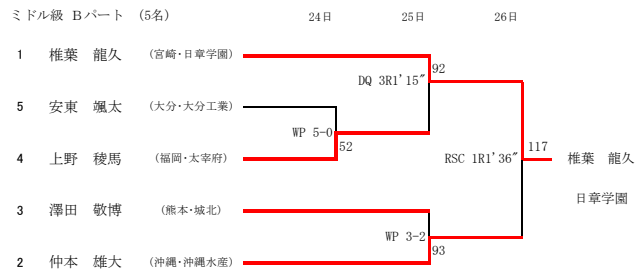 ミドル級 Bパート (5名) 24日 25日 26日
1 椎葉 龍久 (宮崎・日章学園)
92
DQ 3R1'15″
5 安東 颯太 (大分・大分工業)
WP 5-0
52
4 上野 稜馬 (福岡・太宰府)
RSC 1R1'36″ 117 椎葉 龍久
日章学園
3 澤田 敬博 (熊本・城北)
WP 3-2
93
2 仲本 雄大 (沖縄・沖縄水産)